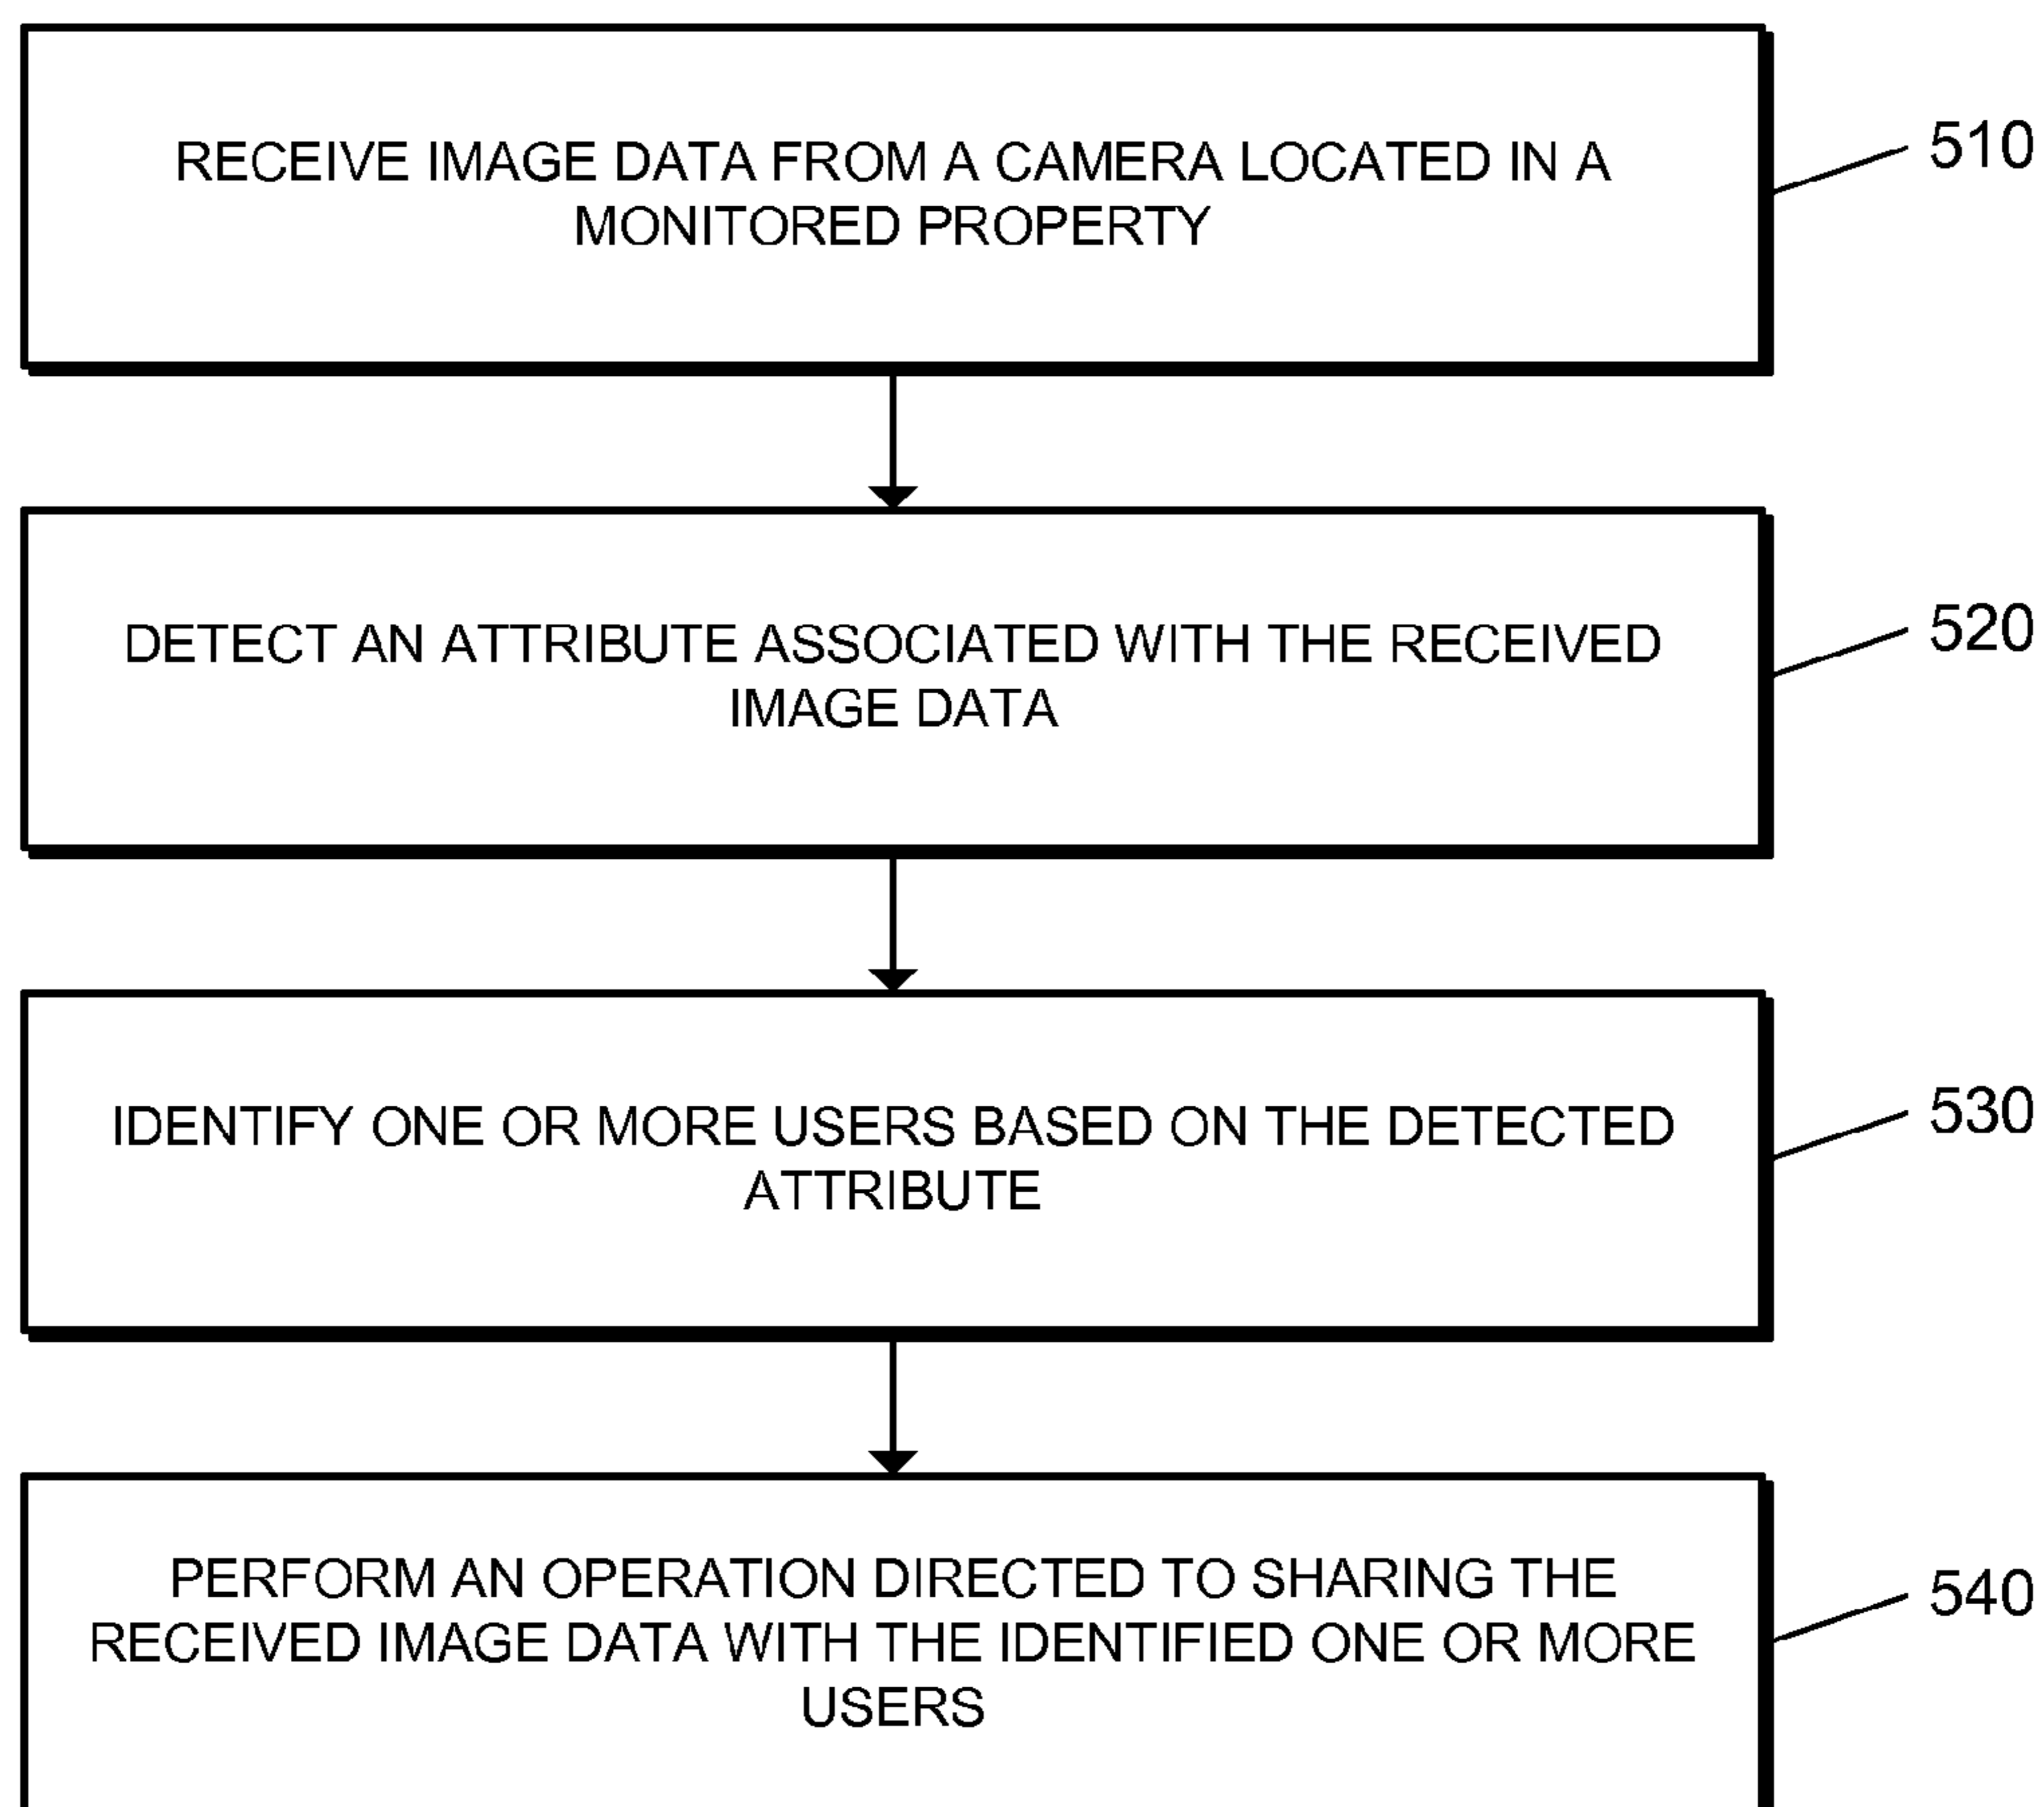 RECEIVE IMAGE DATA FROM A CAMERA LOCATED IN A
MONITORED PROPERTY
510
DETECT AN ATTRIBUTE ASSOCIATED WITH THE RECEIVED
IMAGE DATA
520
IDENTIFY ONE OR MORE USERS BASED ON THE DETECTED
ATTRIBUTE
530
PERFORM AN OPERATION DIRECTED TO SHARING THE
RECEIVED IMAGE DATA WITH THE IDENTIFIED ONE OR MORE
USERS
540